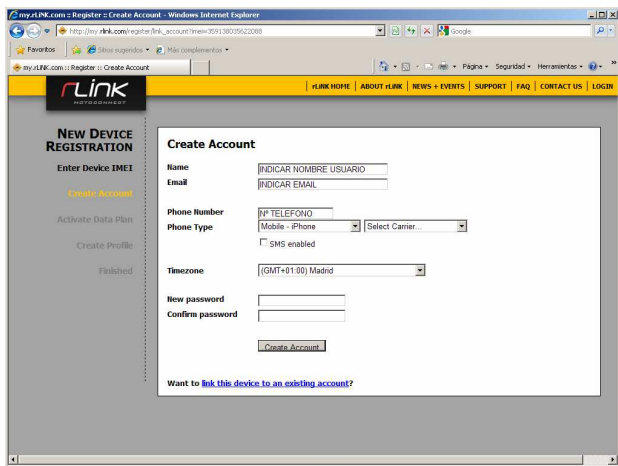 my.rLiNK.com :: Register :: Create Account - Windows Internet Explorer
http://my.rlink.com/register/link_account?imei=359138035622088
Google
Favoritos Sitios sugeridos Más complementos
my.rLiNK.com :: Register :: Create Account
Página Seguridad Herramientas
rLiNK
MOTOCONNECT
rLiNK HOME | ABOUT rLiNK | NEWS + EVENTS | SUPPORT | FAQ | CONTACT US | LOGIN
NEW DEVICE
REGISTRATION
Enter Device IMEI
Create Account
Activate Data Plan
Create Profile
Finished
Create Account
Name INDICAR NOMBRE USUARIO
Email INDICAR EMAIL
Phone Number Nº TELEFONO
Phone Type Mobile - iPhone Select Carrier...
SMS enabled
Timezone (GMT+01:00) Madrid
New password
Confirm password
Create Account
Want to link this device to an existing account?